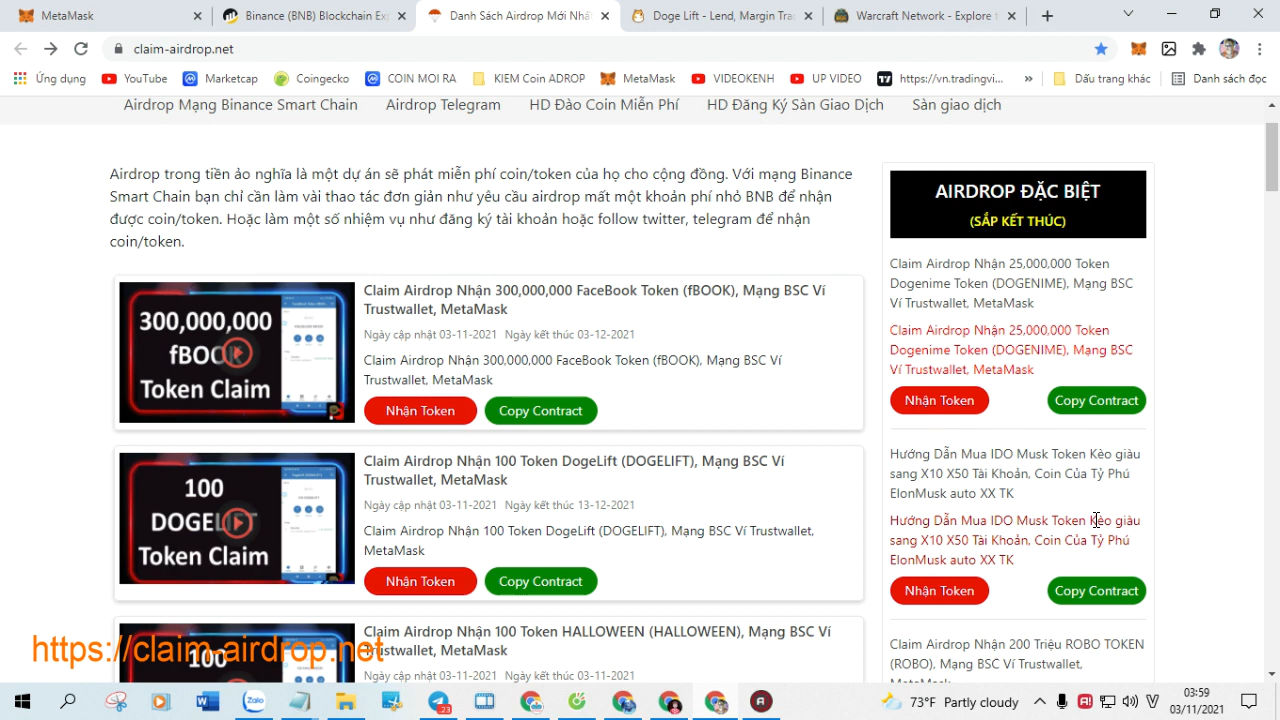 MetaMask
Binance (BNB) Blockchain Exp
Danh Sách Airdrop Mới Nhấ
Doge Lift - Lend, Margin Trad
Warcraft Network - Explore t
claim-airdrop.net
Ứng dụng
YouTube
Marketcap
Coingecko
COIN MOI RA
KIEM Coin ADROP
MetaMask
VIDEOKENH
UP VIDEO
https://vn.tradingvi...
»
Dấu trang khác
Danh sách đọc
Airdrop Mạng Binance Smart Chain
Airdrop Telegram
HD Đào Coin Miễn Phí
HD Đăng Ký Sàn Giao Dịch
Sàn giao dịch
Airdrop trong tiền ảo nghĩa là một dự án sẽ phát miễn phí coin/token của họ cho cộng đồng. Với mạng Binance
Smart Chain bạn chỉ cần làm vài thao tác đơn giản như yêu cầu airdrop mất một khoản phí nhỏ BNB để nhận
được coin/token. Hoặc làm một số nhiệm vụ như đăng ký tài khoản hoặc follow twitter, telegram để nhận
coin/token.
300,000,000
fBOOK
Token Claim
Claim Airdrop Nhận 300,000,000 FaceBook Token (fBOOK), Mạng BSC Ví
Trustwallet, MetaMask
Ngày cập nhật 03-11-2021 Ngày kết thúc 03-12-2021
Claim Airdrop Nhận 300,000,000 FaceBook Token (fBOOK), Mạng BSC Ví
Trustwallet, MetaMask
Nhận Token
Copy Contract
100
DOGELIFT
Token Claim
Claim Airdrop Nhận 100 Token DogeLift (DOGELIFT), Mạng BSC Ví
Trustwallet, MetaMask
Ngày cập nhật 03-11-2021 Ngày kết thúc 13-12-2021
Claim Airdrop Nhận 100 Token DogeLift (DOGELIFT), Mạng BSC Ví Trustwallet,
MetaMask
Nhận Token
Copy Contract
100
Claim Airdrop Nhận 100 Token HALLOWEEN (HALLOWEEN), Mạng BSC Ví
Trustwallet, MetaMask
Ngày cập nhật 03-11-2021 Ngày kết thúc 03-11-2021
https://claim-airdrop.net
AIRDROP ĐẶC BIỆT
(SẮP KẾT THÚC)
Claim Airdrop Nhận 25,000,000 Token
Dogenime Token (DOGENIME), Mạng BSC
Ví Trustwallet, MetaMask
Claim Airdrop Nhận 25,000,000 Token
Dogenime Token (DOGENIME), Mạng BSC
Ví Trustwallet, MetaMask
Nhận Token
Copy Contract
Hướng Dẫn Mua IDO Musk Token Kèo giàu
sang X10 X50 Tài Khoản, Coin Của Tỷ Phú
ElonMusk auto XX TK
Hướng Dẫn Mua IDO Musk Token Kèo giàu
sang X10 X50 Tài Khoản, Coin Của Tỷ Phú
ElonMusk auto XX TK
Nhận Token
Copy Contract
Claim Airdrop Nhận 200 Triệu ROBO TOKEN
(ROBO), Mạng BSC Ví Trustwallet,
MetaMask
Zalo
23
73°F Partly cloudy
03:59
03/11/2021